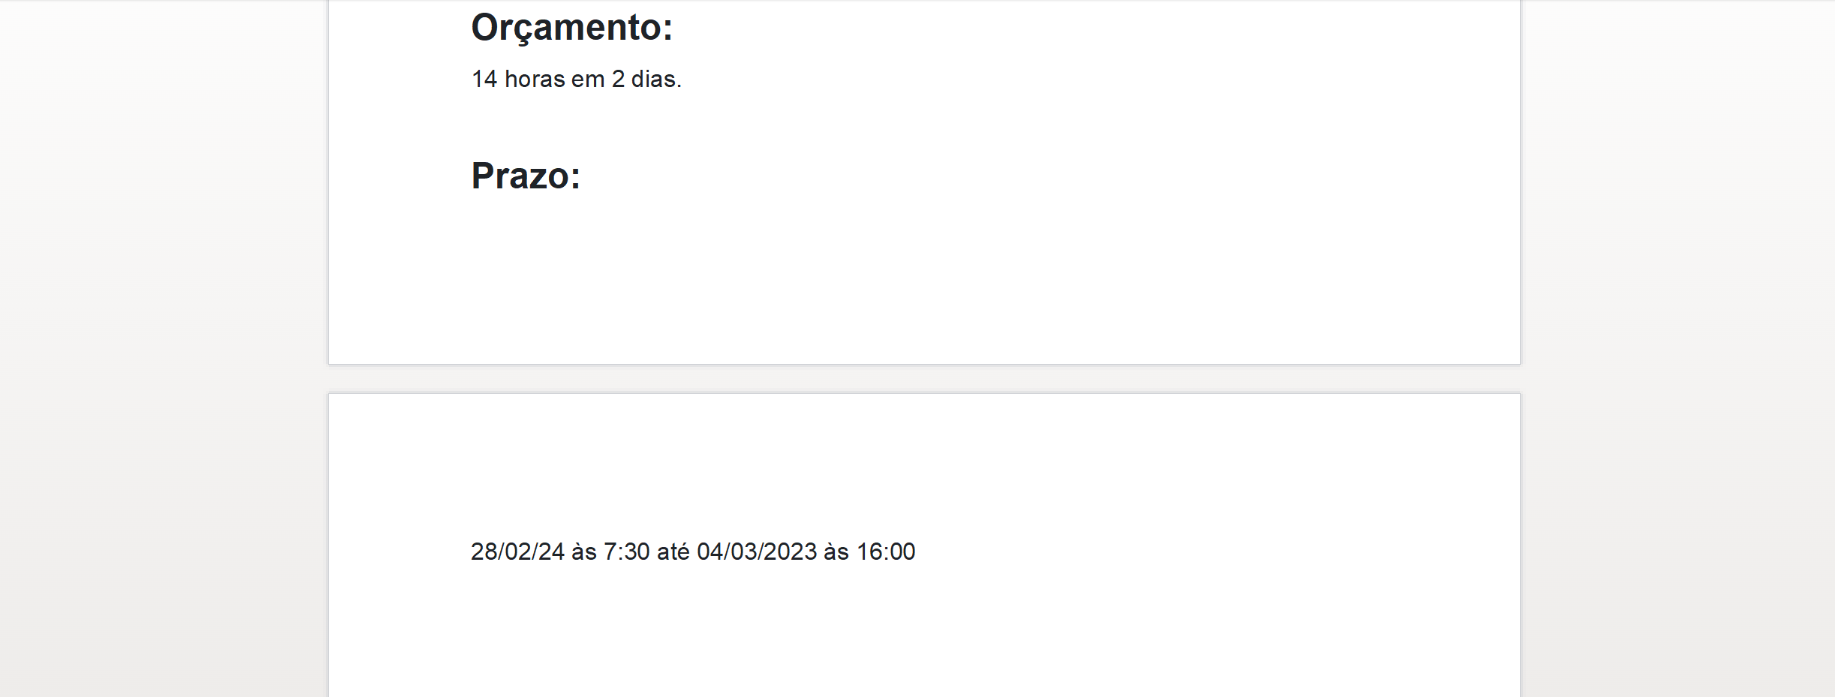 Orçamento:
14 horas em 2 dias.
Prazo:
28/02/24 às 7:30 até 04/03/2023 às 16:00